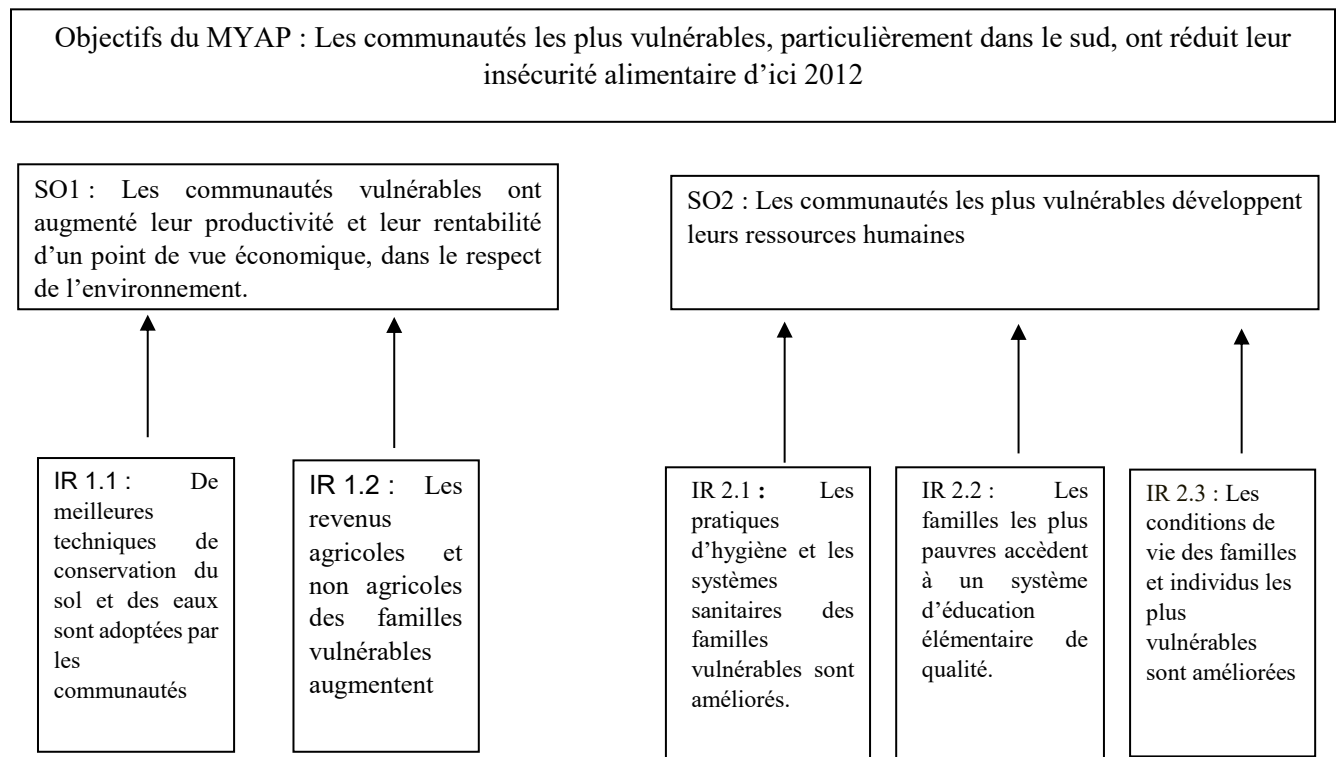 Objectifs du MYAP : Les communautés les plus vulnérables, particulièrement dans le sud, ont réduit leur
insécurité alimentaire d’ici 2012
SO1 : Les communautés vulnérables ont
augmenté leur productivité et leur rentabilité
d’un point de vue économique, dans le respect
de l’environnement.
SO2 : Les communautés les plus vulnérables développent
leurs ressources humaines
IR 1.1 : De
meilleures
techniques de
conservation du
sol et des eaux
sont adoptées par
les
communautés
IR 1.2 : Les
revenus
agricoles et
non agricoles
des familles
vulnérables
augmentent
IR 2.1 : Les
pratiques
d’hygiène et les
systèmes
sanitaires des
familles
vulnérables sont
améliorés.
IR 2.2 : Les
familles les plus
pauvres accèdent
à un système
d’éducation
élémentaire de
qualité.
IR 2.3 : Les
conditions de
vie des familles
et individus les
plus
vulnérables
sont améliorées